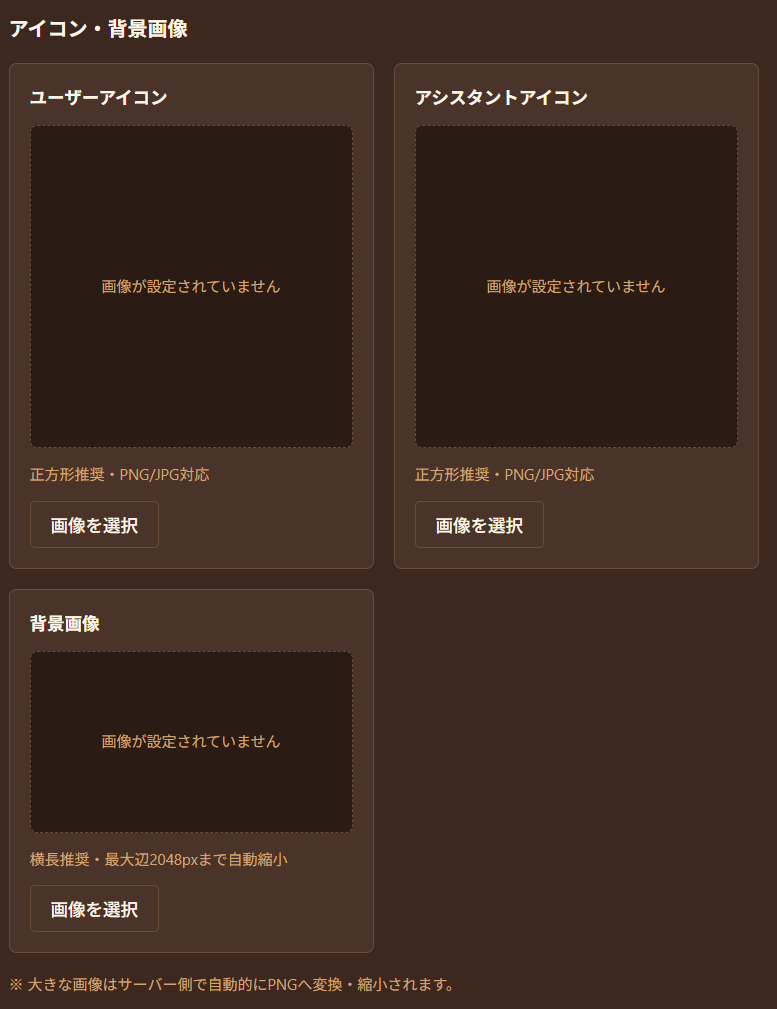 アイコン・背景画像
ユーザーアイコン
画像が設定されていません
正方形推奨・PNG/JPG対応
画像を選択
アシスタントアイコン
画像が設定されていません
正方形推奨・PNG/JPG対応
画像を選択
背景画像
画像が設定されていません
横長推奨・最大辺2048pxまで自動縮小
画像を選択
※ 大きな画像はサーバー側で自動的にPNGへ変換・縮小されます。